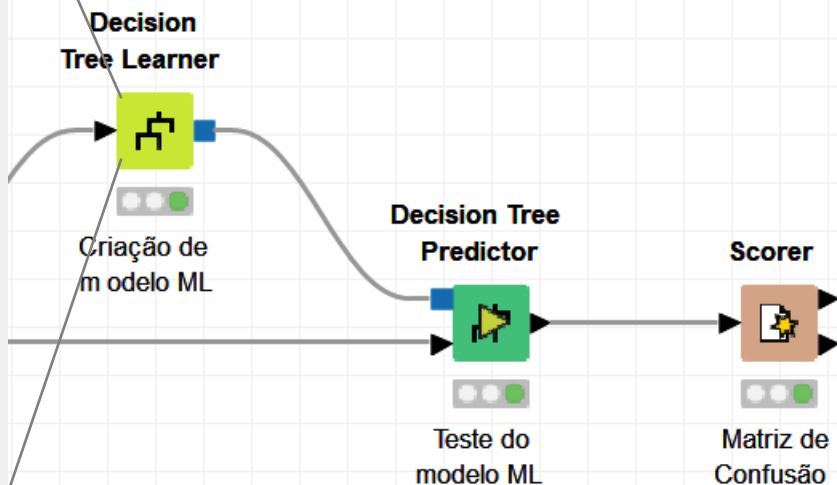 Decision
Tree Learner
Criação de
m odelo ML
Decision Tree
Predictor
Teste do
modelo ML
Scorer
Matriz de
Confusão